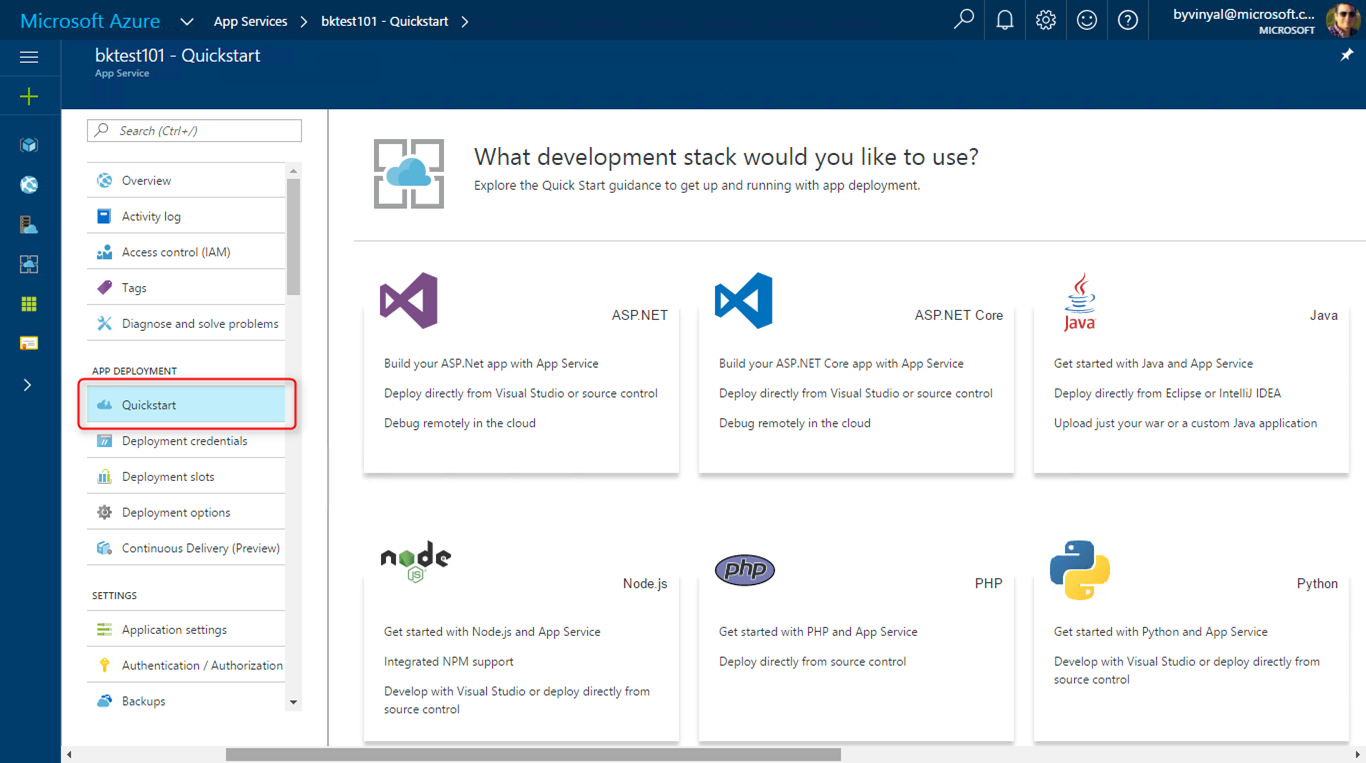 Microsoft Azure
App Services
bktest101 - Quickstart
byvinyal@microsoft.c...
MICROSOFT
bktest101 - Quickstart
App Service
Search (Ctrl+/)
Overview
Activity log
Access control (IAM)
Tags
Diagnose and solve problems
APP DEPLOYMENT
Quickstart
Deployment credentials
Deployment slots
Deployment options
Continuous Delivery (Preview)
SETTINGS
Application settings
Authentication / Authorization
Backups
What development stack would you like to use?
Explore the Quick Start guidance to get up and running with app deployment.
ASP.NET
Build your ASP.Net app with App Service
Deploy directly from Visual Studio or source control
Debug remotely in the cloud
ASP.NET Core
Build your ASP.NET Core app with App Service
Deploy directly from Visual Studio or source control
Debug remotely in the cloud
Java
Java
Get started with Java and App Service
Deploy directly from Eclipse or IntelliJ IDEA
Upload just your war or a custom Java application
node
JS
Node.js
Get started with Node.js and App Service
Integrated NPM support
Develop with Visual Studio or deploy directly from
source control
php
PHP
Get started with PHP and App Service
Deploy directly from source control
Python
Get started with Python and App Service
Develop with Visual Studio or deploy directly from
source control